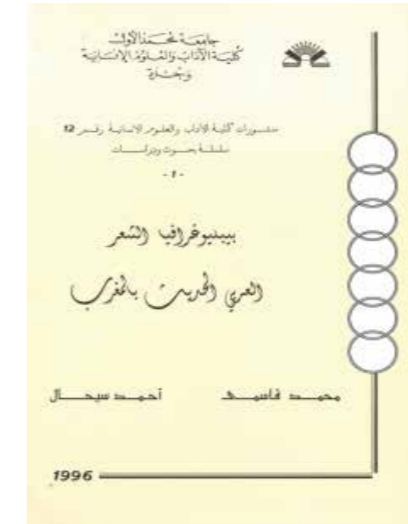 جامعة محمد الأول
كلية الآداب والعلوم الإنسانية
وجدة
منشورات كلية الآداب والعلوم الانسانية رقم 12
سلسلة بحوث ودراسات
- 1 -
بيبليوغرافيا الشعر
العربي الحديث بالمغرب
محمد قاسمي أحمد سيحال
1996